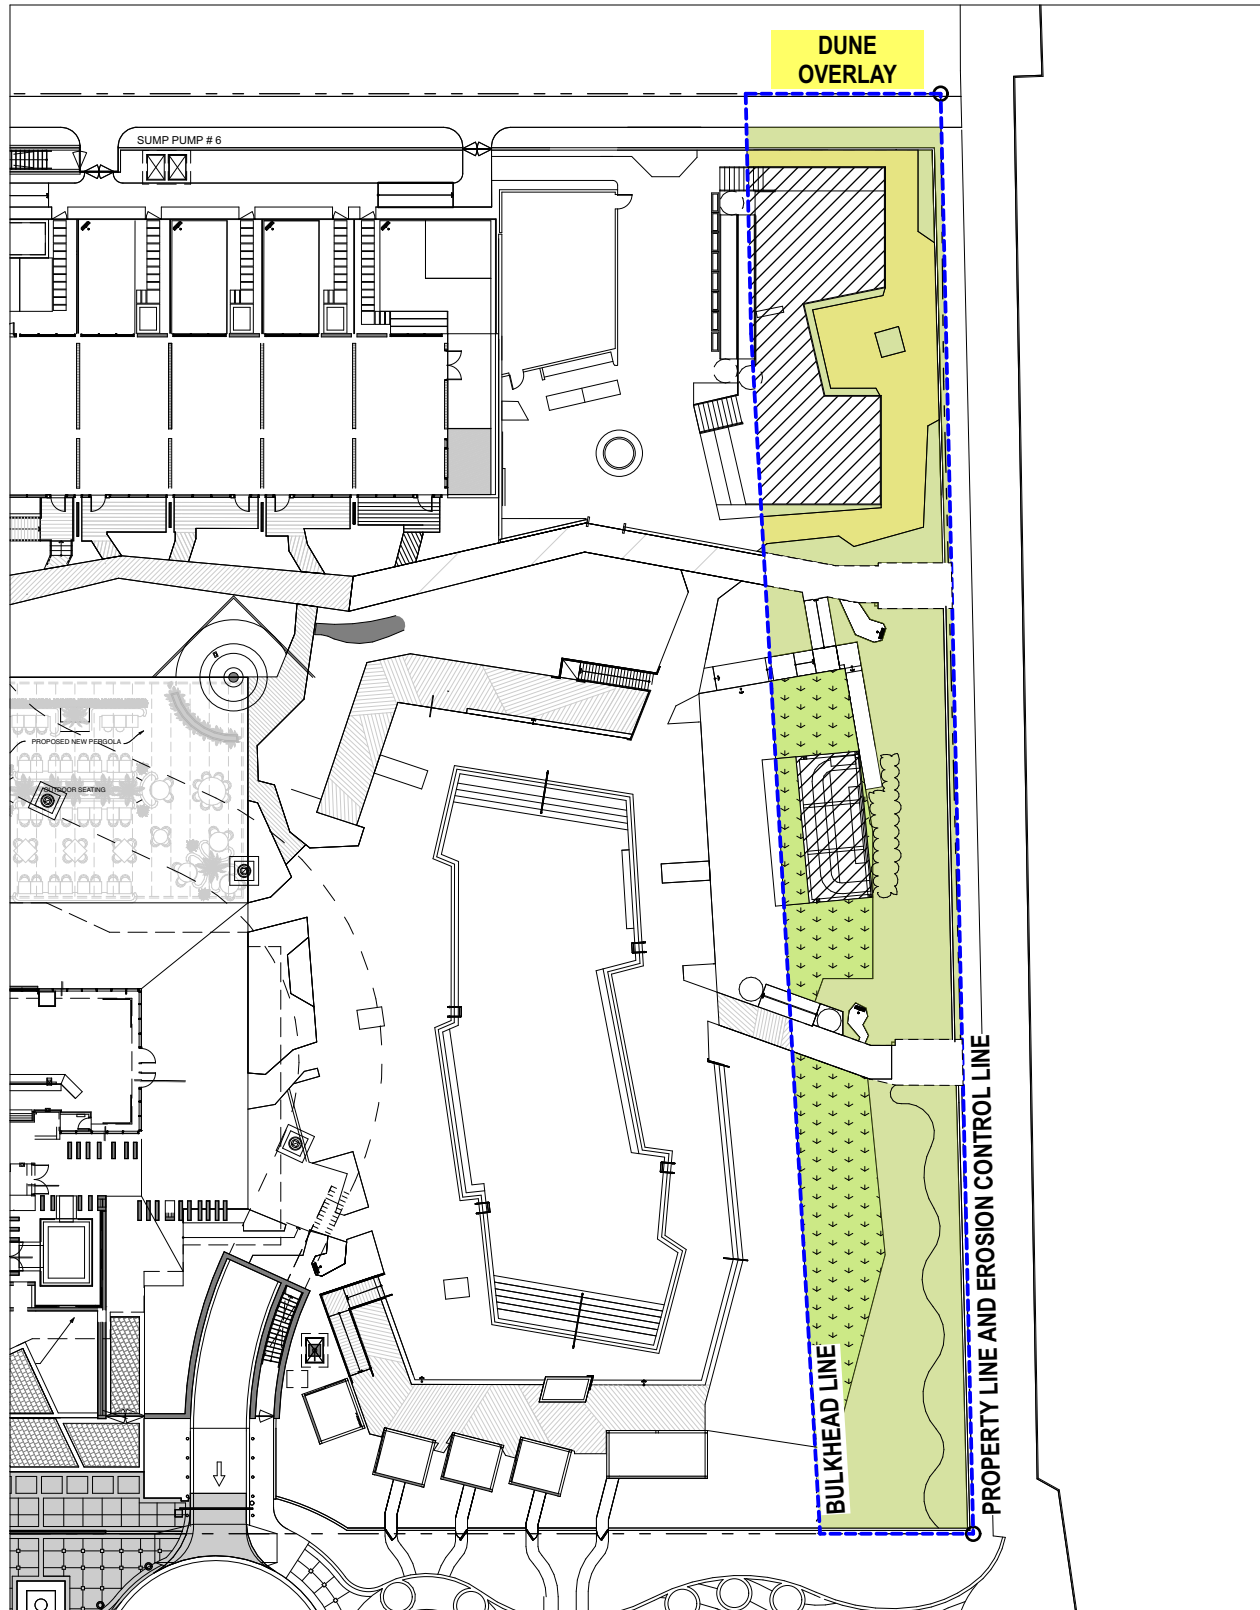 DUNE
OVERLAY
SUMP PUMP # 6
PROPOSED NEW PERGOLA
OUTDOOR SEATING
PROPERTY LINE AND EROSION CONTROL LINE
BULKHEAD LINE